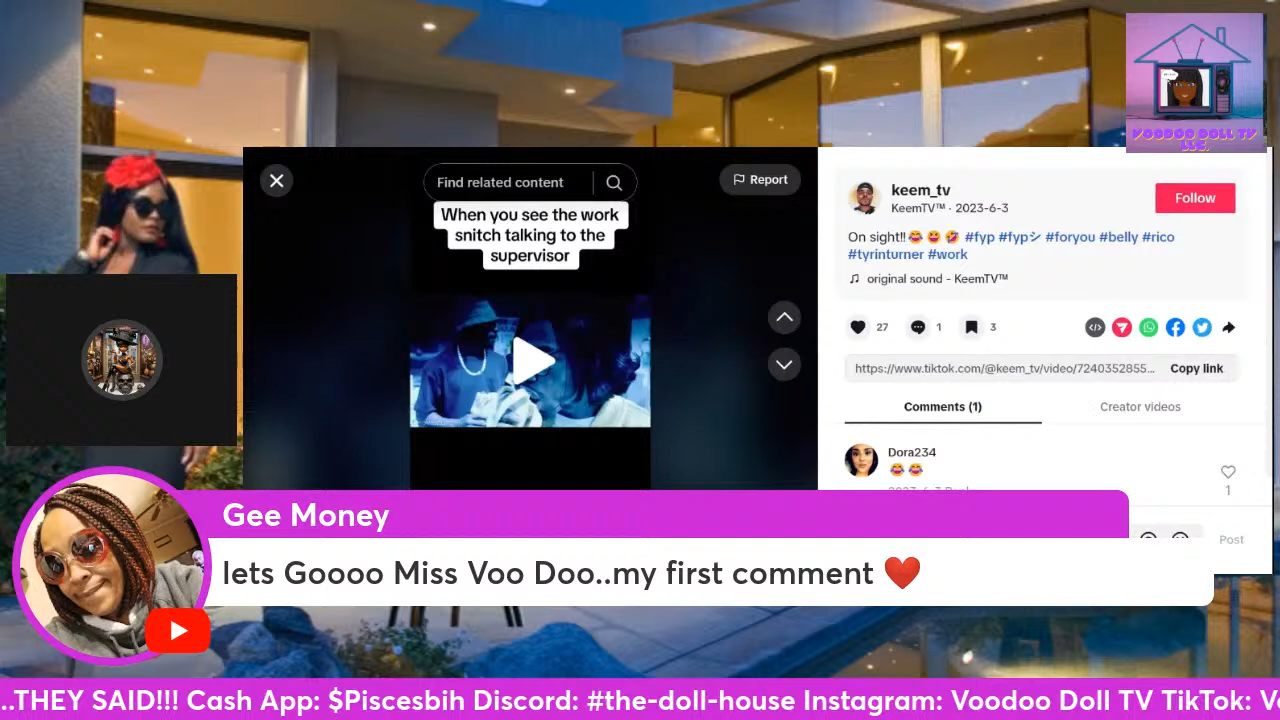 VOODOO DOLL TV
LLC.
Find related content
Report
When you see the work
snitch talking to the
supervisor
keem_tv
KeemTV™ · 2023-6-3
Follow
On sight!!😂😆🤣 #fyp #fypシ #foryou #belly #rico
#tyrinturner #work
original sound - KeemTV™
27
1
3
https://www.tiktok.com/@keem_tv/video/7240352855...
Copy link
Comments (1)
Creator videos
Dora234
😂😂
1
Post
Gee Money
lets Goooo Miss Voo Doo..my first comment ❤️
..THEY SAID!!! Cash App: $Piscesbih Discord: #the-doll-house Instagram: Voodoo Doll TV TikTok: